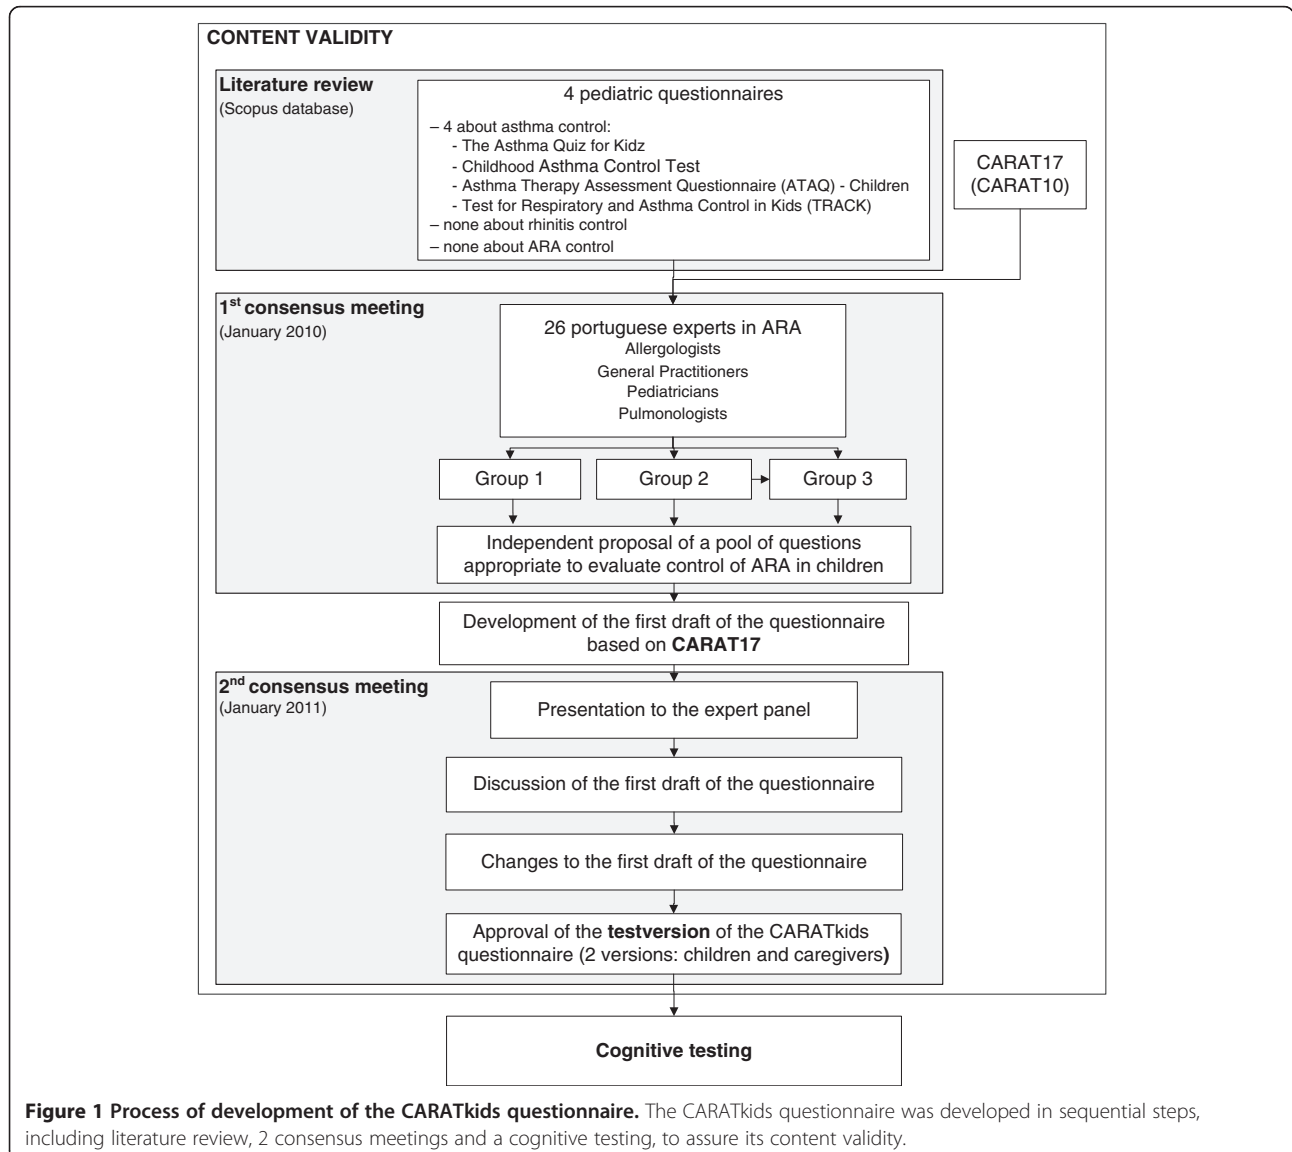 CONTENT VALIDITY
Literature review
(Scopus database)
4 pediatric questionnaires
– 4 about asthma control:
- The Asthma Quiz for Kidz
- Childhood Asthma Control Test
- Asthma Therapy Assessment Questionnaire (ATAQ) - Children
- Test for Respiratory and Asthma Control in Kids (TRACK)
– none about rhinitis control
– none about ARA control
CARAT17
(CARAT10)
1st consensus meeting
(January 2010)
26 portuguese experts in ARA
Allergologists
General Practitioners
Pediatricians
Pulmonologists
Group 1
Group 2
Group 3
Independent proposal of a pool of questions
appropriate to evaluate control of ARA in children
Development of the first draft of the questionnaire
based on CARAT17
2nd consensus meeting
(January 2011)
Presentation to the expert panel
Discussion of the first draft of the questionnaire
Changes to the first draft of the questionnaire
Approval of the testversion of the CARATkids
questionnaire (2 versions: children and caregivers)
Cognitive testing
Figure 1 Process of development of the CARATkids questionnaire. The CARATkids questionnaire was developed in sequential steps,
including literature review, 2 consensus meetings and a cognitive testing, to assure its content validity.